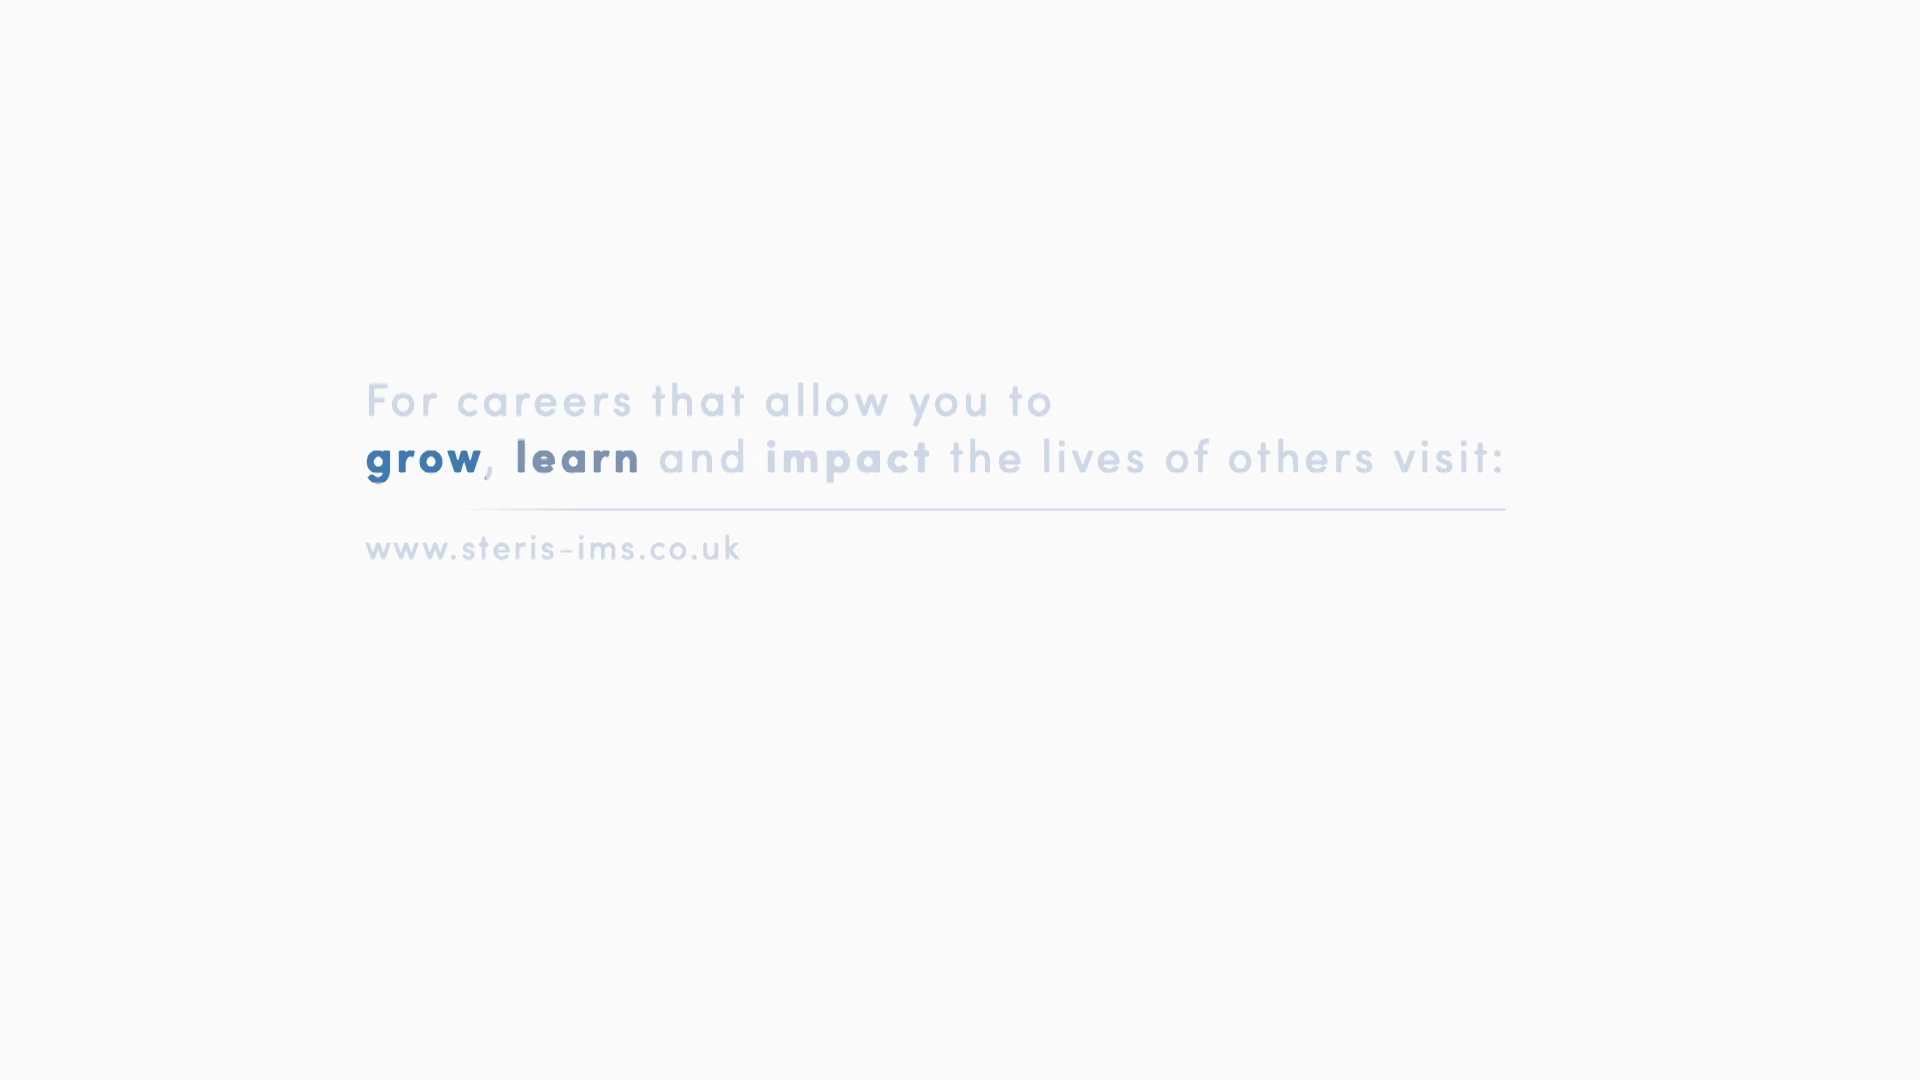 For careers that allow you to
grow, learn and impact the lives of others visit:
www.steris-ims.co.uk